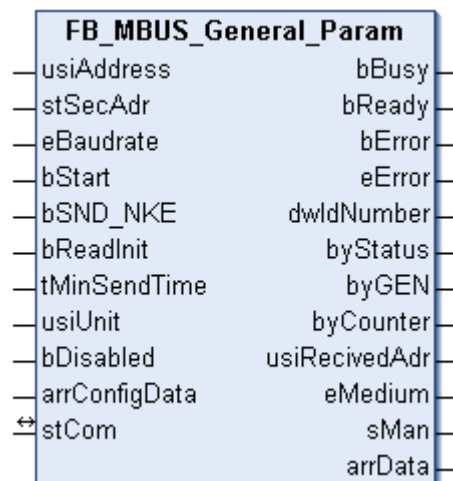 FB_MBUS_General_Param
usiAddress bBusy
stSecAdr bReady
eBaudrate bError
bStart eError
bSND_NKE dwIdNumber
bReadInit byStatus
tMinSendTime byGEN
usiUnit byCounter
bDisabled usiRecivedAdr
arrConfigData eMedium
stCom sMan
arrData